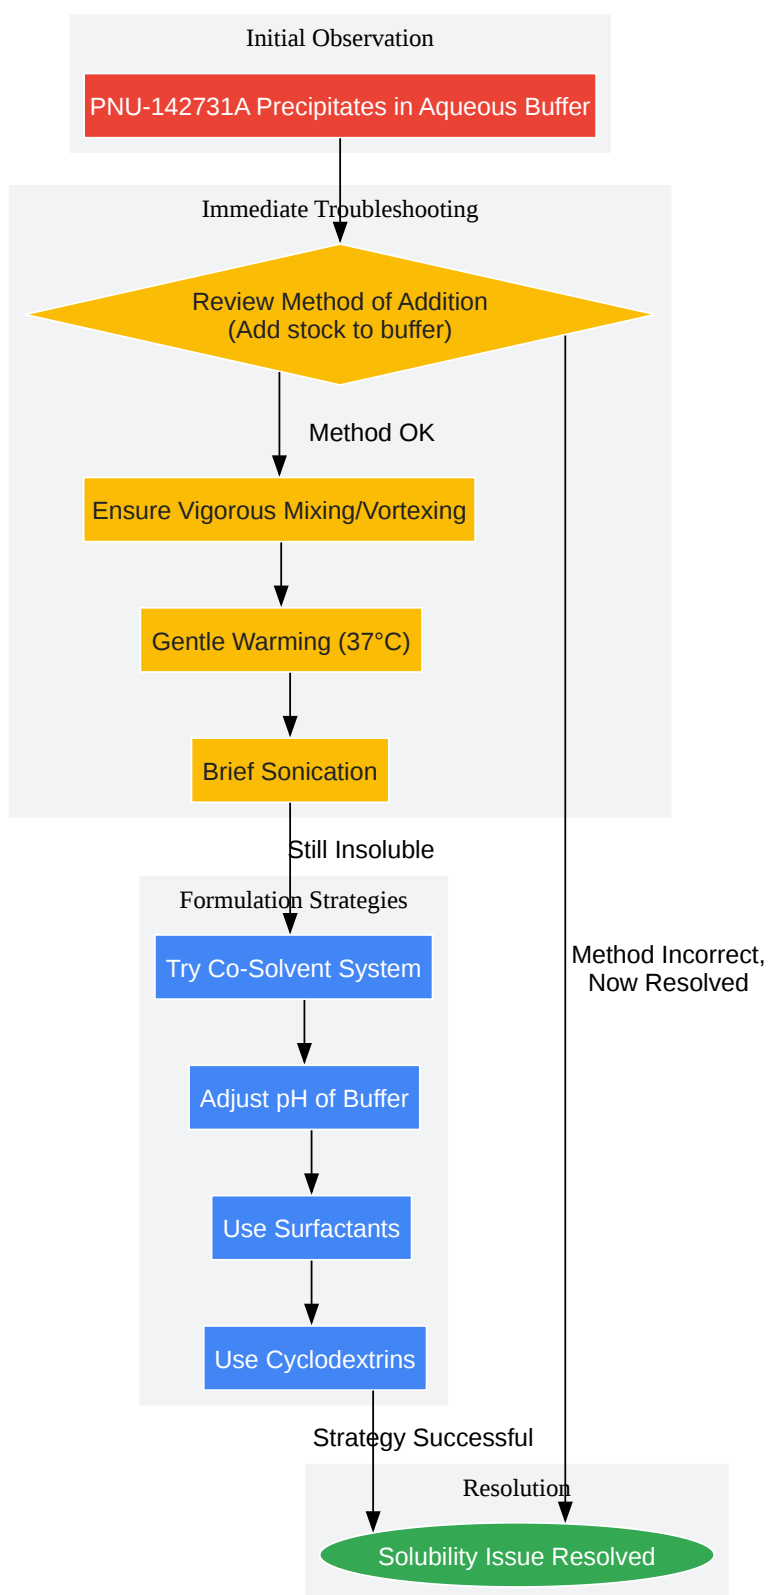 Initial Observation
PNU-142731A Precipitates in Aqueous Buffer
Immediate Troubleshooting
Review Method of Addition
(Add stock to buffer)
Method OK
Ensure Vigorous Mixing/Vortexing
Gentle Warming (37°C)
Brief Sonication
Still Insoluble
Formulation Strategies
Try Co-Solvent System
Method Incorrect,
Now Resolved
Adjust pH of Buffer
Use Surfactants
Use Cyclodextrins
Strategy Successful
Resolution
Solubility Issue Resolved